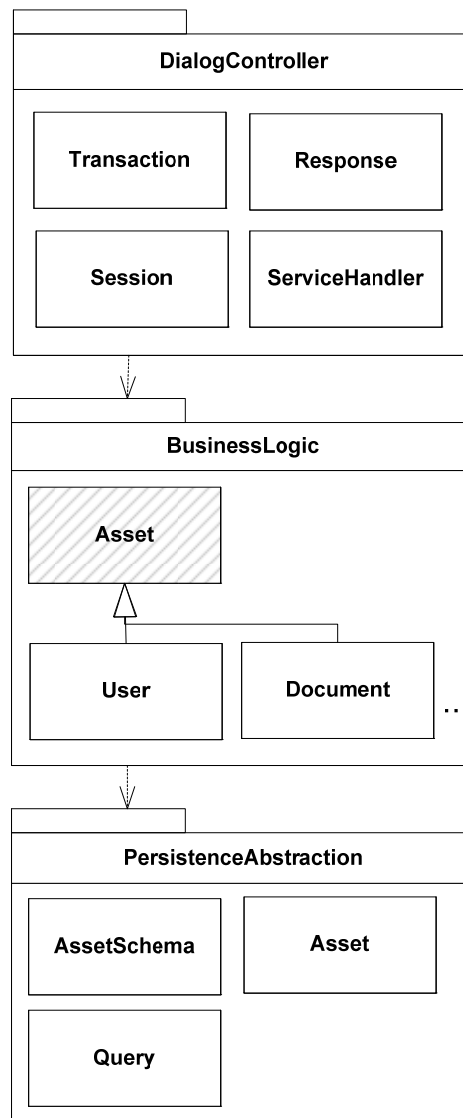 DialogController
Transaction
Response
Session
ServiceHandler
BusinessLogic
Asset
User
Document
..
PersistenceAbstraction
AssetSchema
Asset
Query